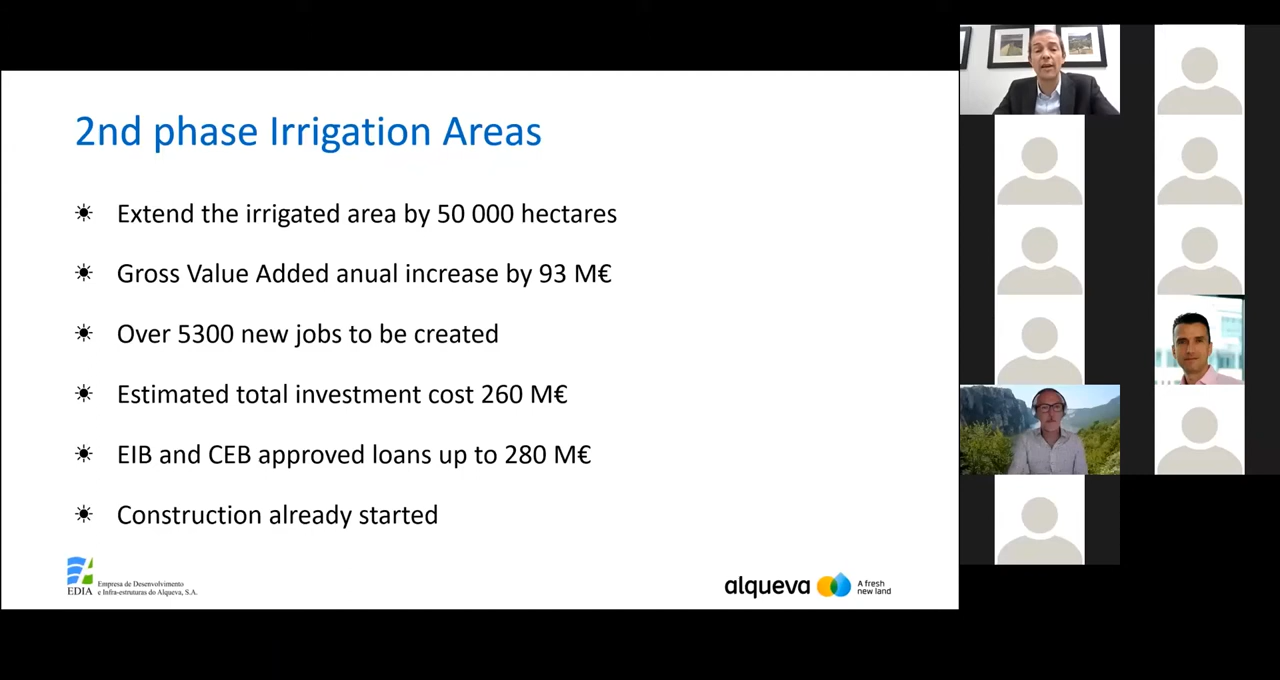 2nd phase Irrigation Areas
Extend the irrigated area by 50 000 hectares
Gross Value Added anual increase by 93 M€
Over 5300 new jobs to be created
Estimated total investment cost 260 M€
EIB and CEB approved loans up to 280 M€
Construction already started
EDIA
Empresa de Desenvolvimento
e Infra-estruturas do Alqueva, S.A.
alqueva
A fresh
new land